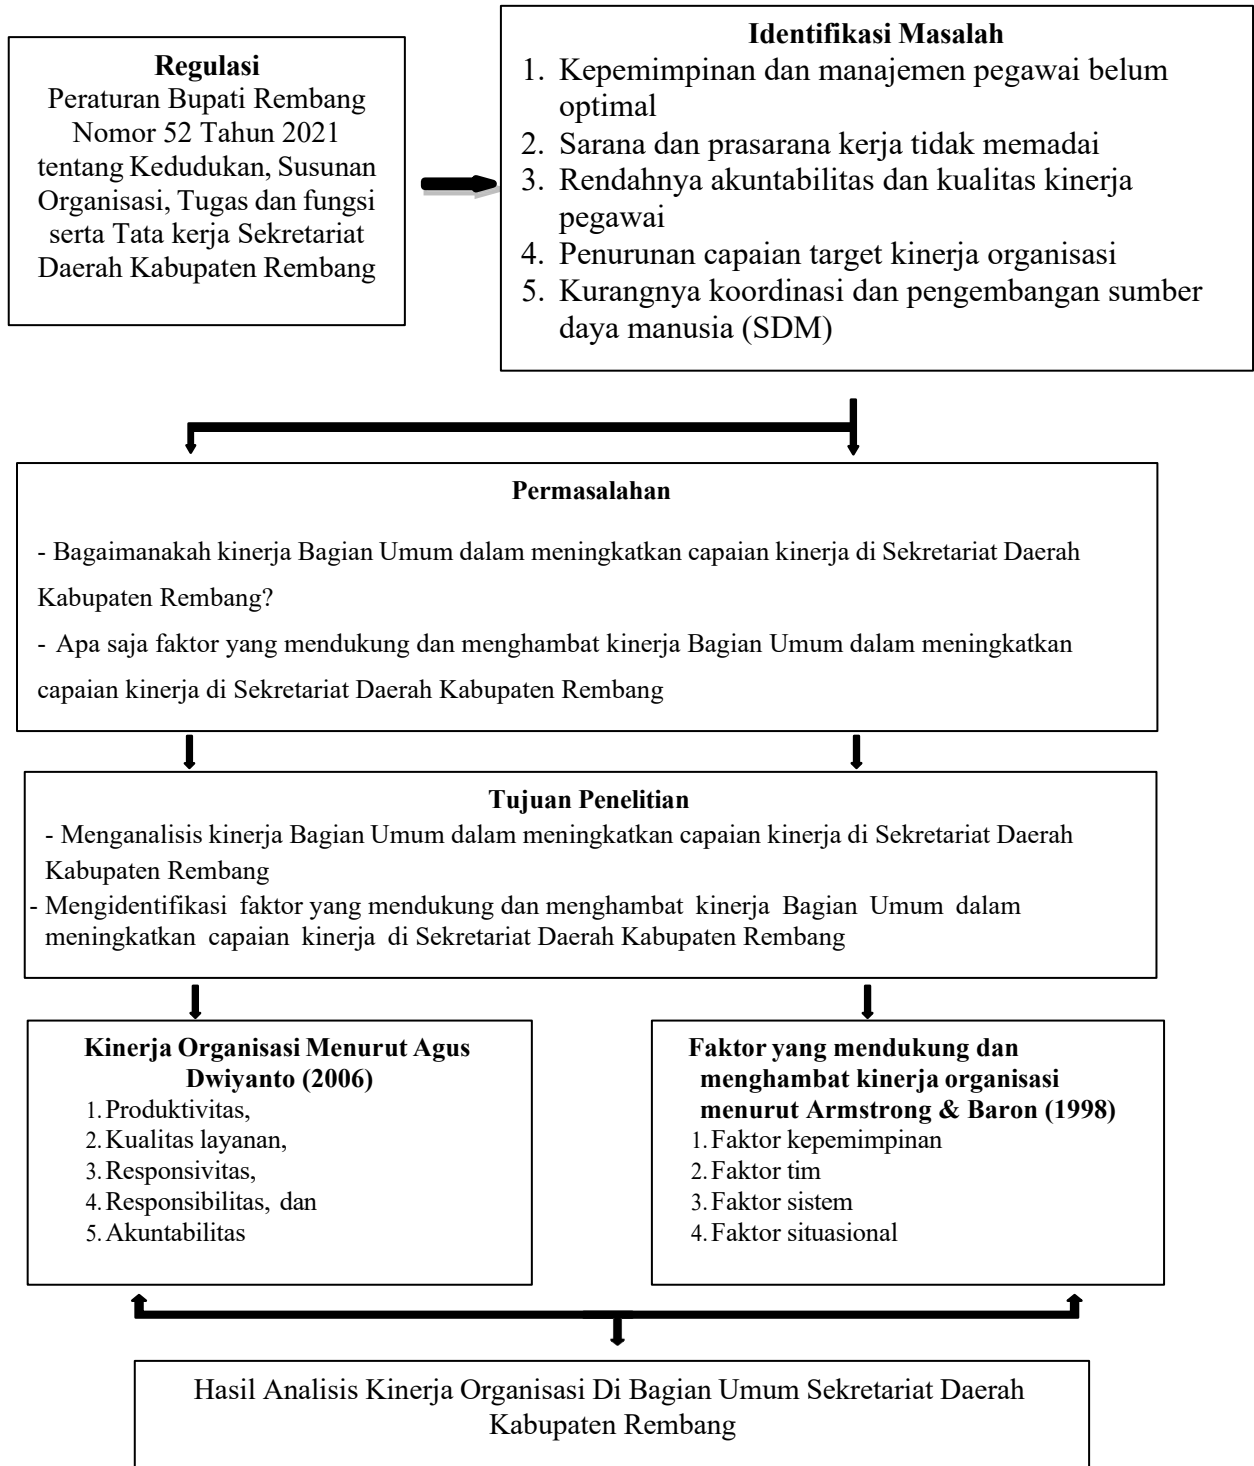 Regulasi
Peraturan Bupati Rembang
Nomor 52 Tahun 2021
tentang Kedudukan, Susunan
Organisasi, Tugas dan fungsi
serta Tata kerja Sekretariat
Daerah Kabupaten Rembang
Identifikasi Masalah
1. Kepemimpinan dan manajemen pegawai belum
optimal
2. Sarana dan prasarana kerja tidak memadai
3. Rendahnya akuntabilitas dan kualitas kinerja
pegawai
4. Penurunan capaian target kinerja organisasi
5. Kurangnya koordinasi dan pengembangan sumber
daya manusia (SDM)
Permasalahan
- Bagaimanakah kinerja Bagian Umum dalam meningkatkan capaian kinerja di Sekretariat Daerah
Kabupaten Rembang?
- Apa saja faktor yang mendukung dan menghambat kinerja Bagian Umum dalam meningkatkan
capaian kinerja di Sekretariat Daerah Kabupaten Rembang
Tujuan Penelitian
- Menganalisis kinerja Bagian Umum dalam meningkatkan capaian kinerja di Sekretariat Daerah
Kabupaten Rembang
- Mengidentifikasi faktor yang mendukung dan menghambat kinerja Bagian Umum dalam
meningkatkan capaian kinerja di Sekretariat Daerah Kabupaten Rembang
Kinerja Organisasi Menurut Agus
Dwiyanto (2006)
1. Produktivitas,
2. Kualitas layanan,
3. Responsivitas,
4. Responsibilitas, dan
5. Akuntabilitas
Faktor yang mendukung dan
menghambat kinerja organisasi
menurut Armstrong & Baron (1998)
1. Faktor kepemimpinan
2. Faktor tim
3. Faktor sistem
4. Faktor situasional
Hasil Analisis Kinerja Organisasi Di Bagian Umum Sekretariat Daerah
Kabupaten Rembang